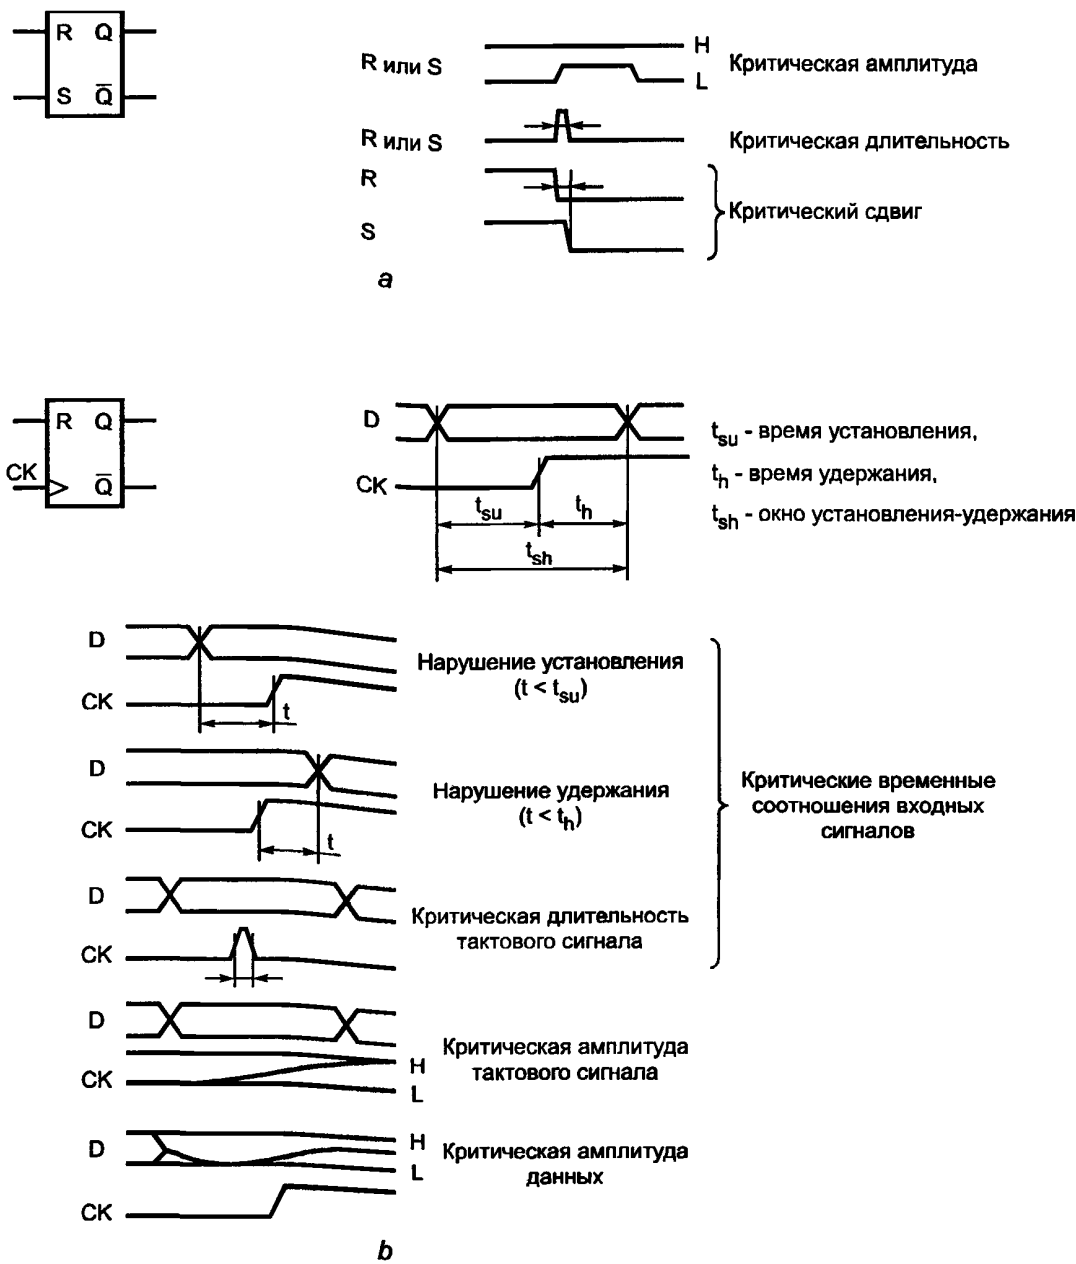 R Q
S Q̅
R или S
H
L
Критическая амплитуда
R или S
Критическая длительность
R
S
Критический сдвиг
a
R Q
CK
Q̅
D
CK
t_su
t_h
t_sh
t_su - время установления,
t_h - время удержания,
t_sh - окно установления-удержания
D
CK
t
Нарушение установления
(t < t_su)
D
CK
t
Нарушение удержания
(t < t_h)
Критические временные
соотношения входных
сигналов
D
CK
Критическая длительность
тактового сигнала
D
CK
H
L
Критическая амплитуда
тактового сигнала
D
H
L
CK
Критическая амплитуда
данных
b